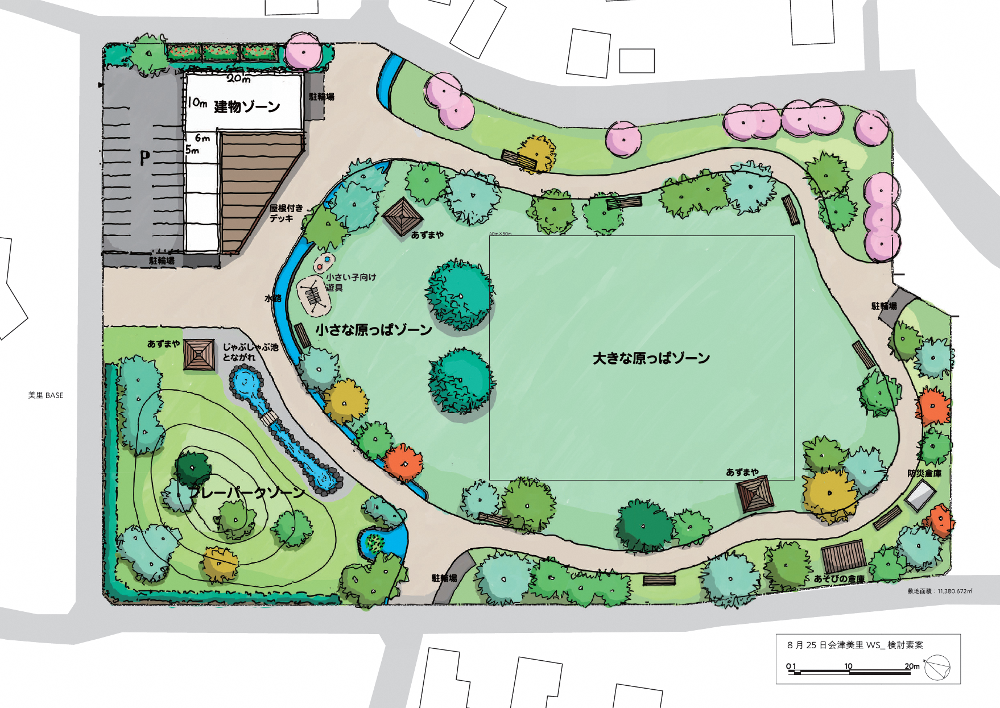 20m
10m
建物ゾーン
駐輪場
6m
5m
P
屋根付き
デッキ
駐輪場
あずまや
40m×50m
小さい子向け
遊具
水路
駐輪場
小さな原っぱゾーン
あずまや
じゃぶじゃぶ池
とながれ
大きな原っぱゾーン
美里 BASE
あずまや
防災倉庫
プレーパークゾーン
駐輪場
あそびの倉庫
敷地面積：11,380.672㎡
8月25日会津美里 WS_ 検討素案
0 1 10 20m